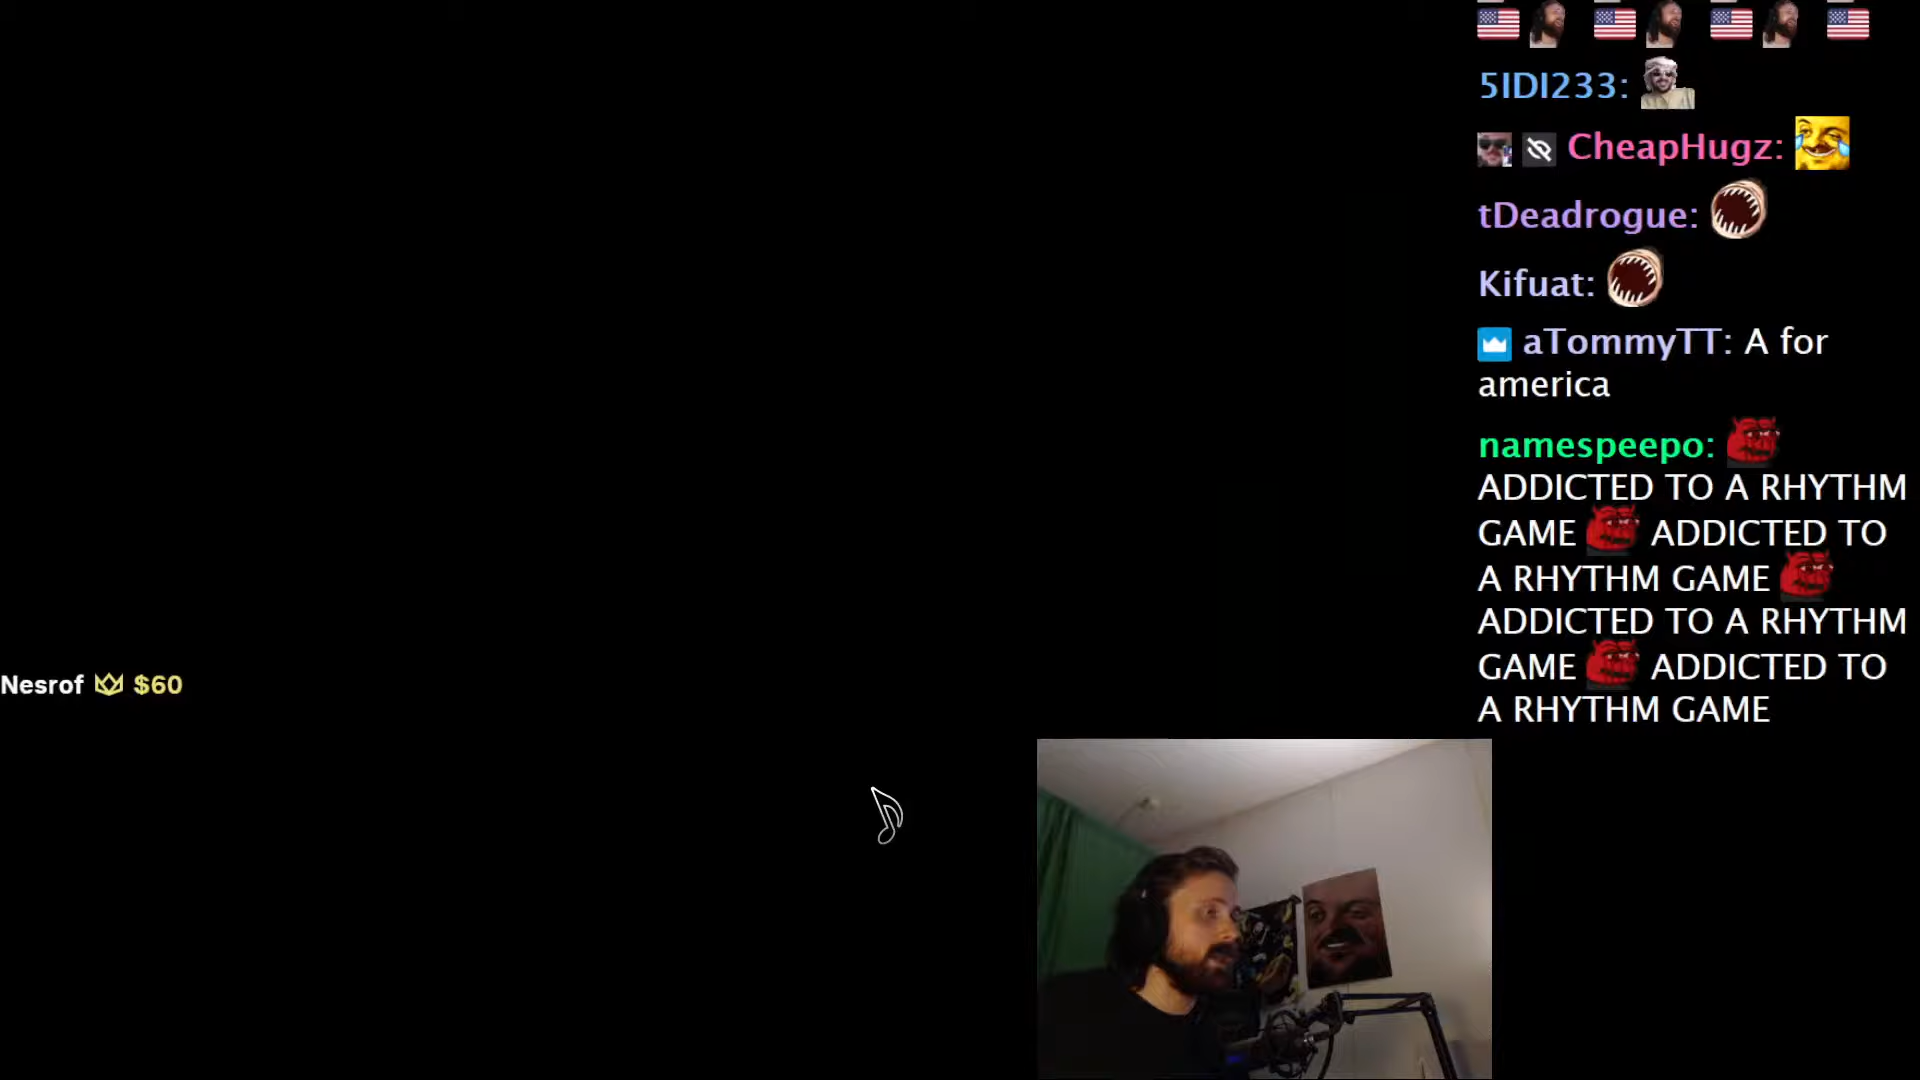 5IDI233:
CheapHugz:
tDeadrogue:
Kifuat:
aTommyTT: A for
america
namespeepo:
ADDICTED TO A RHYTHM
GAME ADDICTED TO
A RHYTHM GAME
ADDICTED TO A RHYTHM
GAME ADDICTED TO
A RHYTHM GAME
Nesrof $60